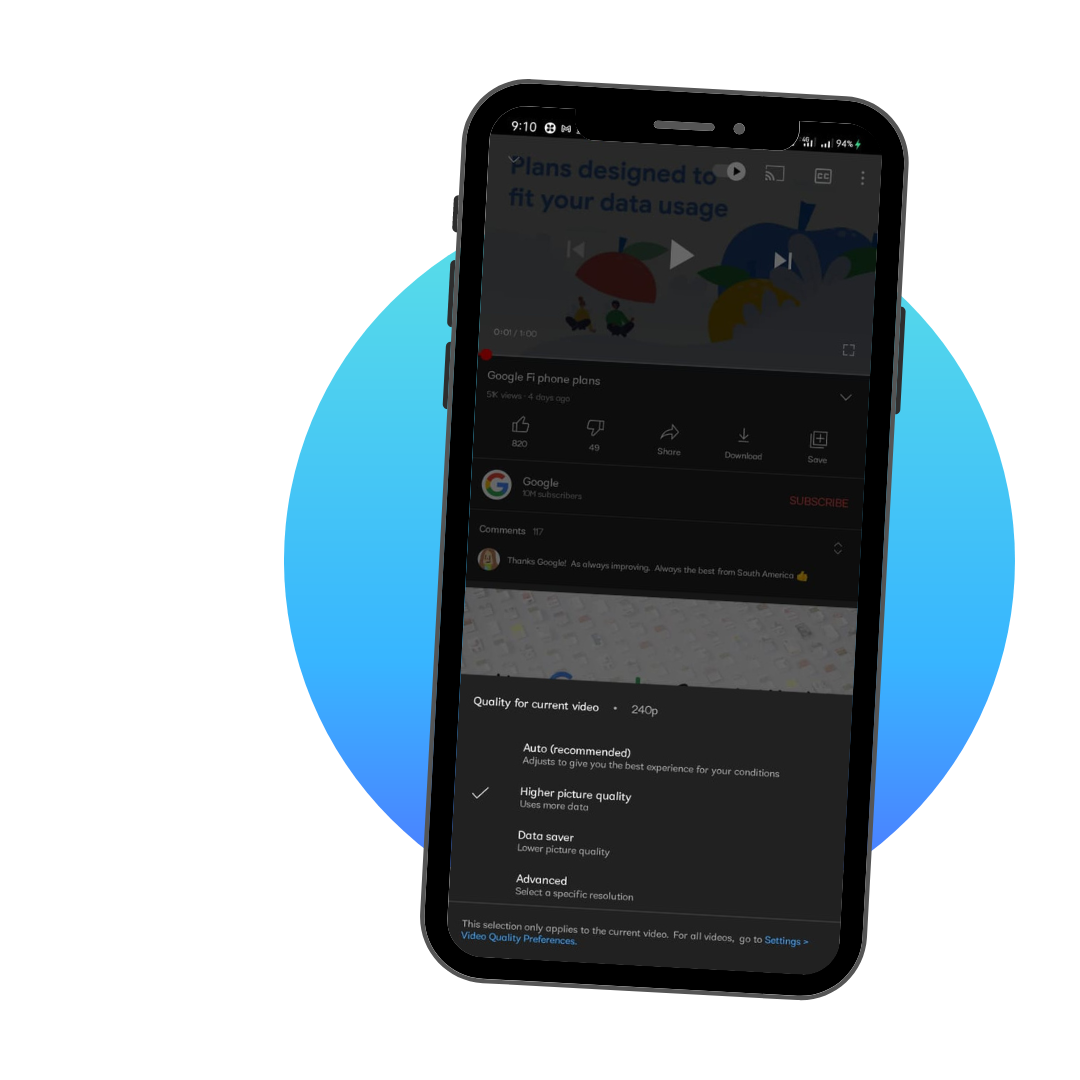 9:10
4G 94%
Plans designed to
fit your data usage
CC
0:01 / 1:00
Google Fi phone plans
51K views · 4 days ago
820
49
Share
Download
Save
G
Google
10M subscribers
SUBSCRIBE
Comments 117
Thanks Google! As always improving. Always the best from South America 👍
Quality for current video • 240p
Auto (recommended)
Adjusts to give you the best experience for your conditions
Higher picture quality
Uses more data
Data saver
Lower picture quality
Advanced
Select a specific resolution
This selection only applies to the current video. For all videos, go to Settings >
Video Quality Preferences.